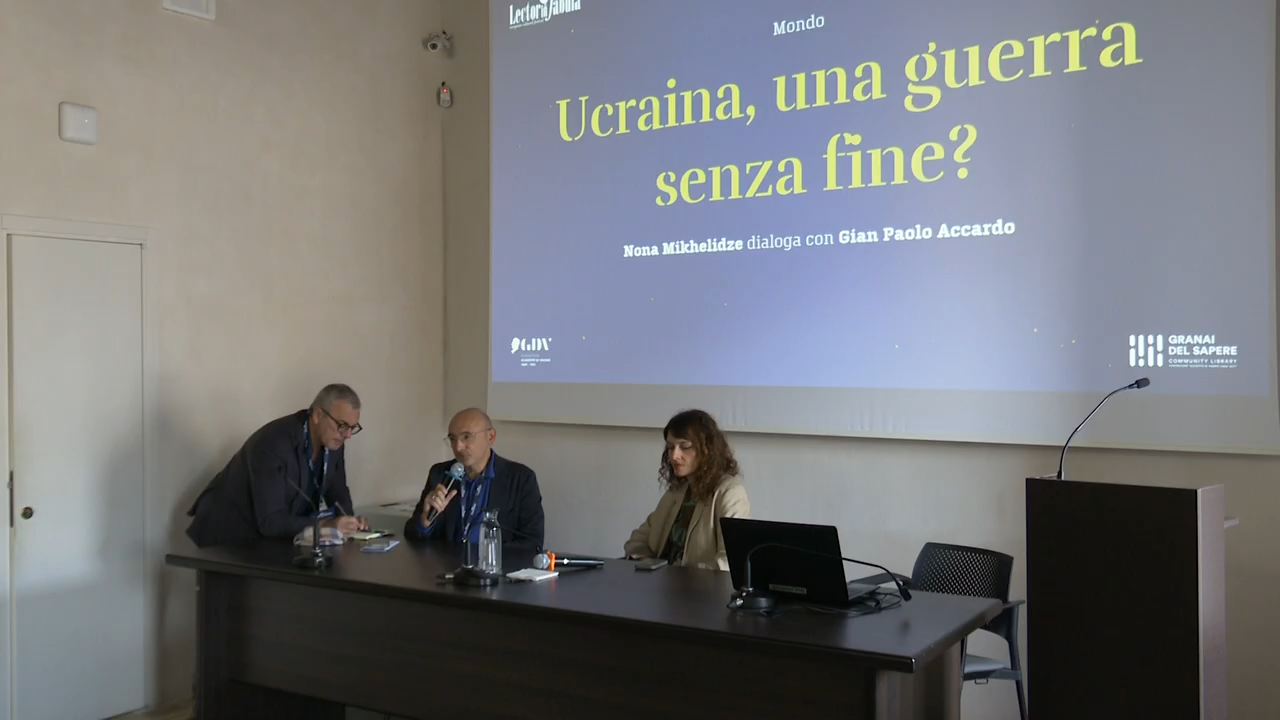 Lector in Fabula
Mondo
Ucraina, una guerra
senza fine?
Nona Mikhelidze dialoga con Gian Paolo Accardo
GDV
GRANAI
DEL SAPERE
COMMUNITY LIBRARY